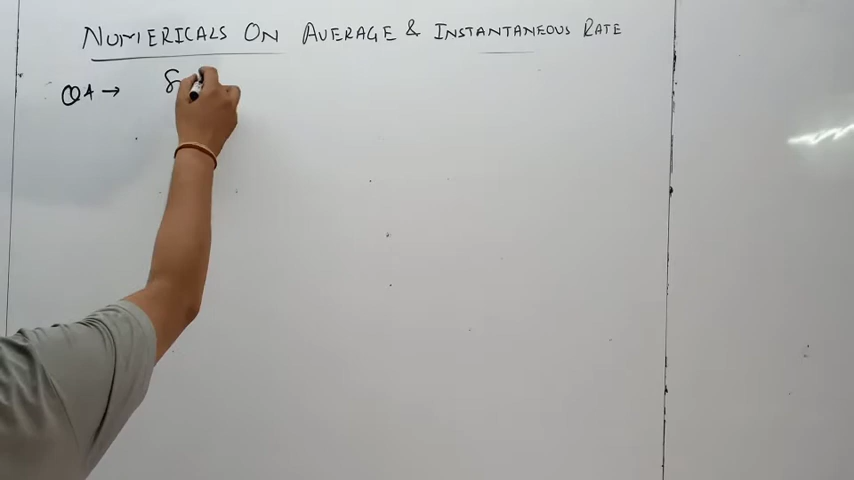 NUMERICALS ON AVERAGE & INSTANTANEOUS RATE
Q1 →